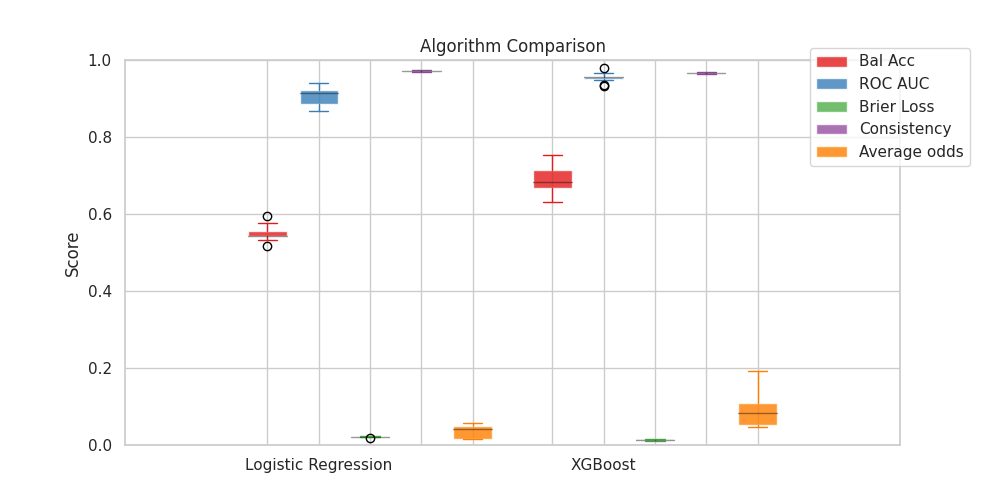 Algorithm Comparison
Bal Acc
ROC AUC
Brier Loss
Consistency
Average odds
Score
1.0
0.8
0.6
0.4
0.2
0.0
Logistic Regression
XGBoost